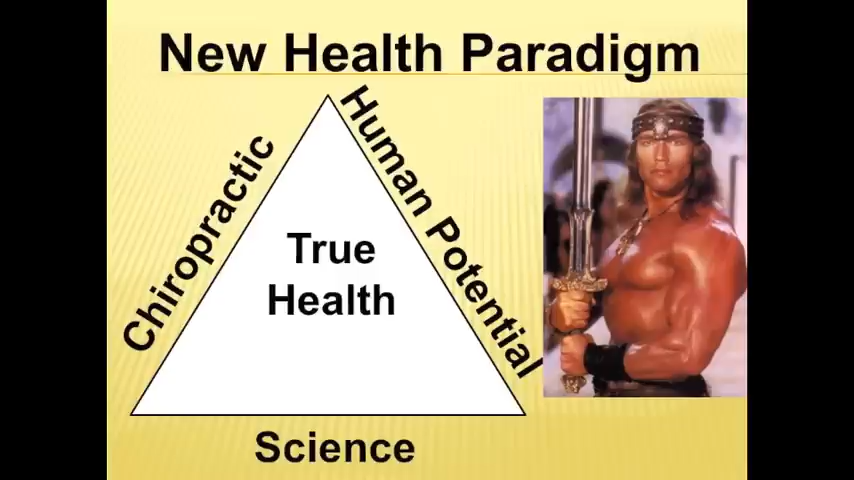 New Health Paradigm
Chiropractic
Human Potential
True
Health
Science